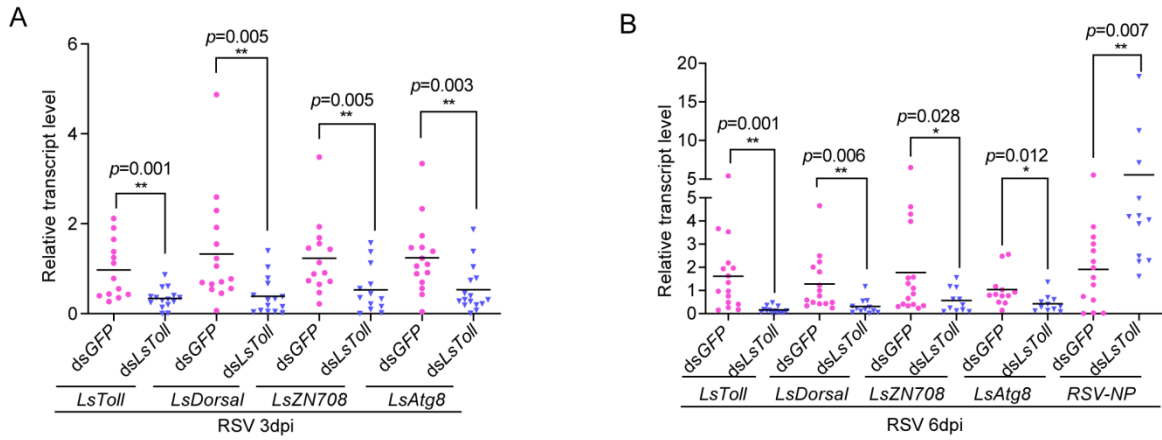 A
Relative transcript level
6
4
2
0
p=0.001
**
p=0.005
**
p=0.005
**
p=0.003
**
dsGFP
dsLsToll
dsGFP
dsLsToll
dsGFP
dsLsToll
dsGFP
dsLsToll
LsToll
LsDorsal
LsZN708
LsAtg8
RSV 3dpi
B
Relative transcript level
20
15
10
5
5
4
3
2
1
0
p=0.001
**
p=0.006
**
p=0.028
*
p=0.012
*
p=0.007
**
dsGFP
dsLsToll
dsGFP
dsLsToll
dsGFP
dsLsToll
dsGFP
dsLsToll
dsGFP
dsLsToll
LsToll
LsDorsal
LsZN708
LsAtg8
RSV-NP
RSV 6dpi